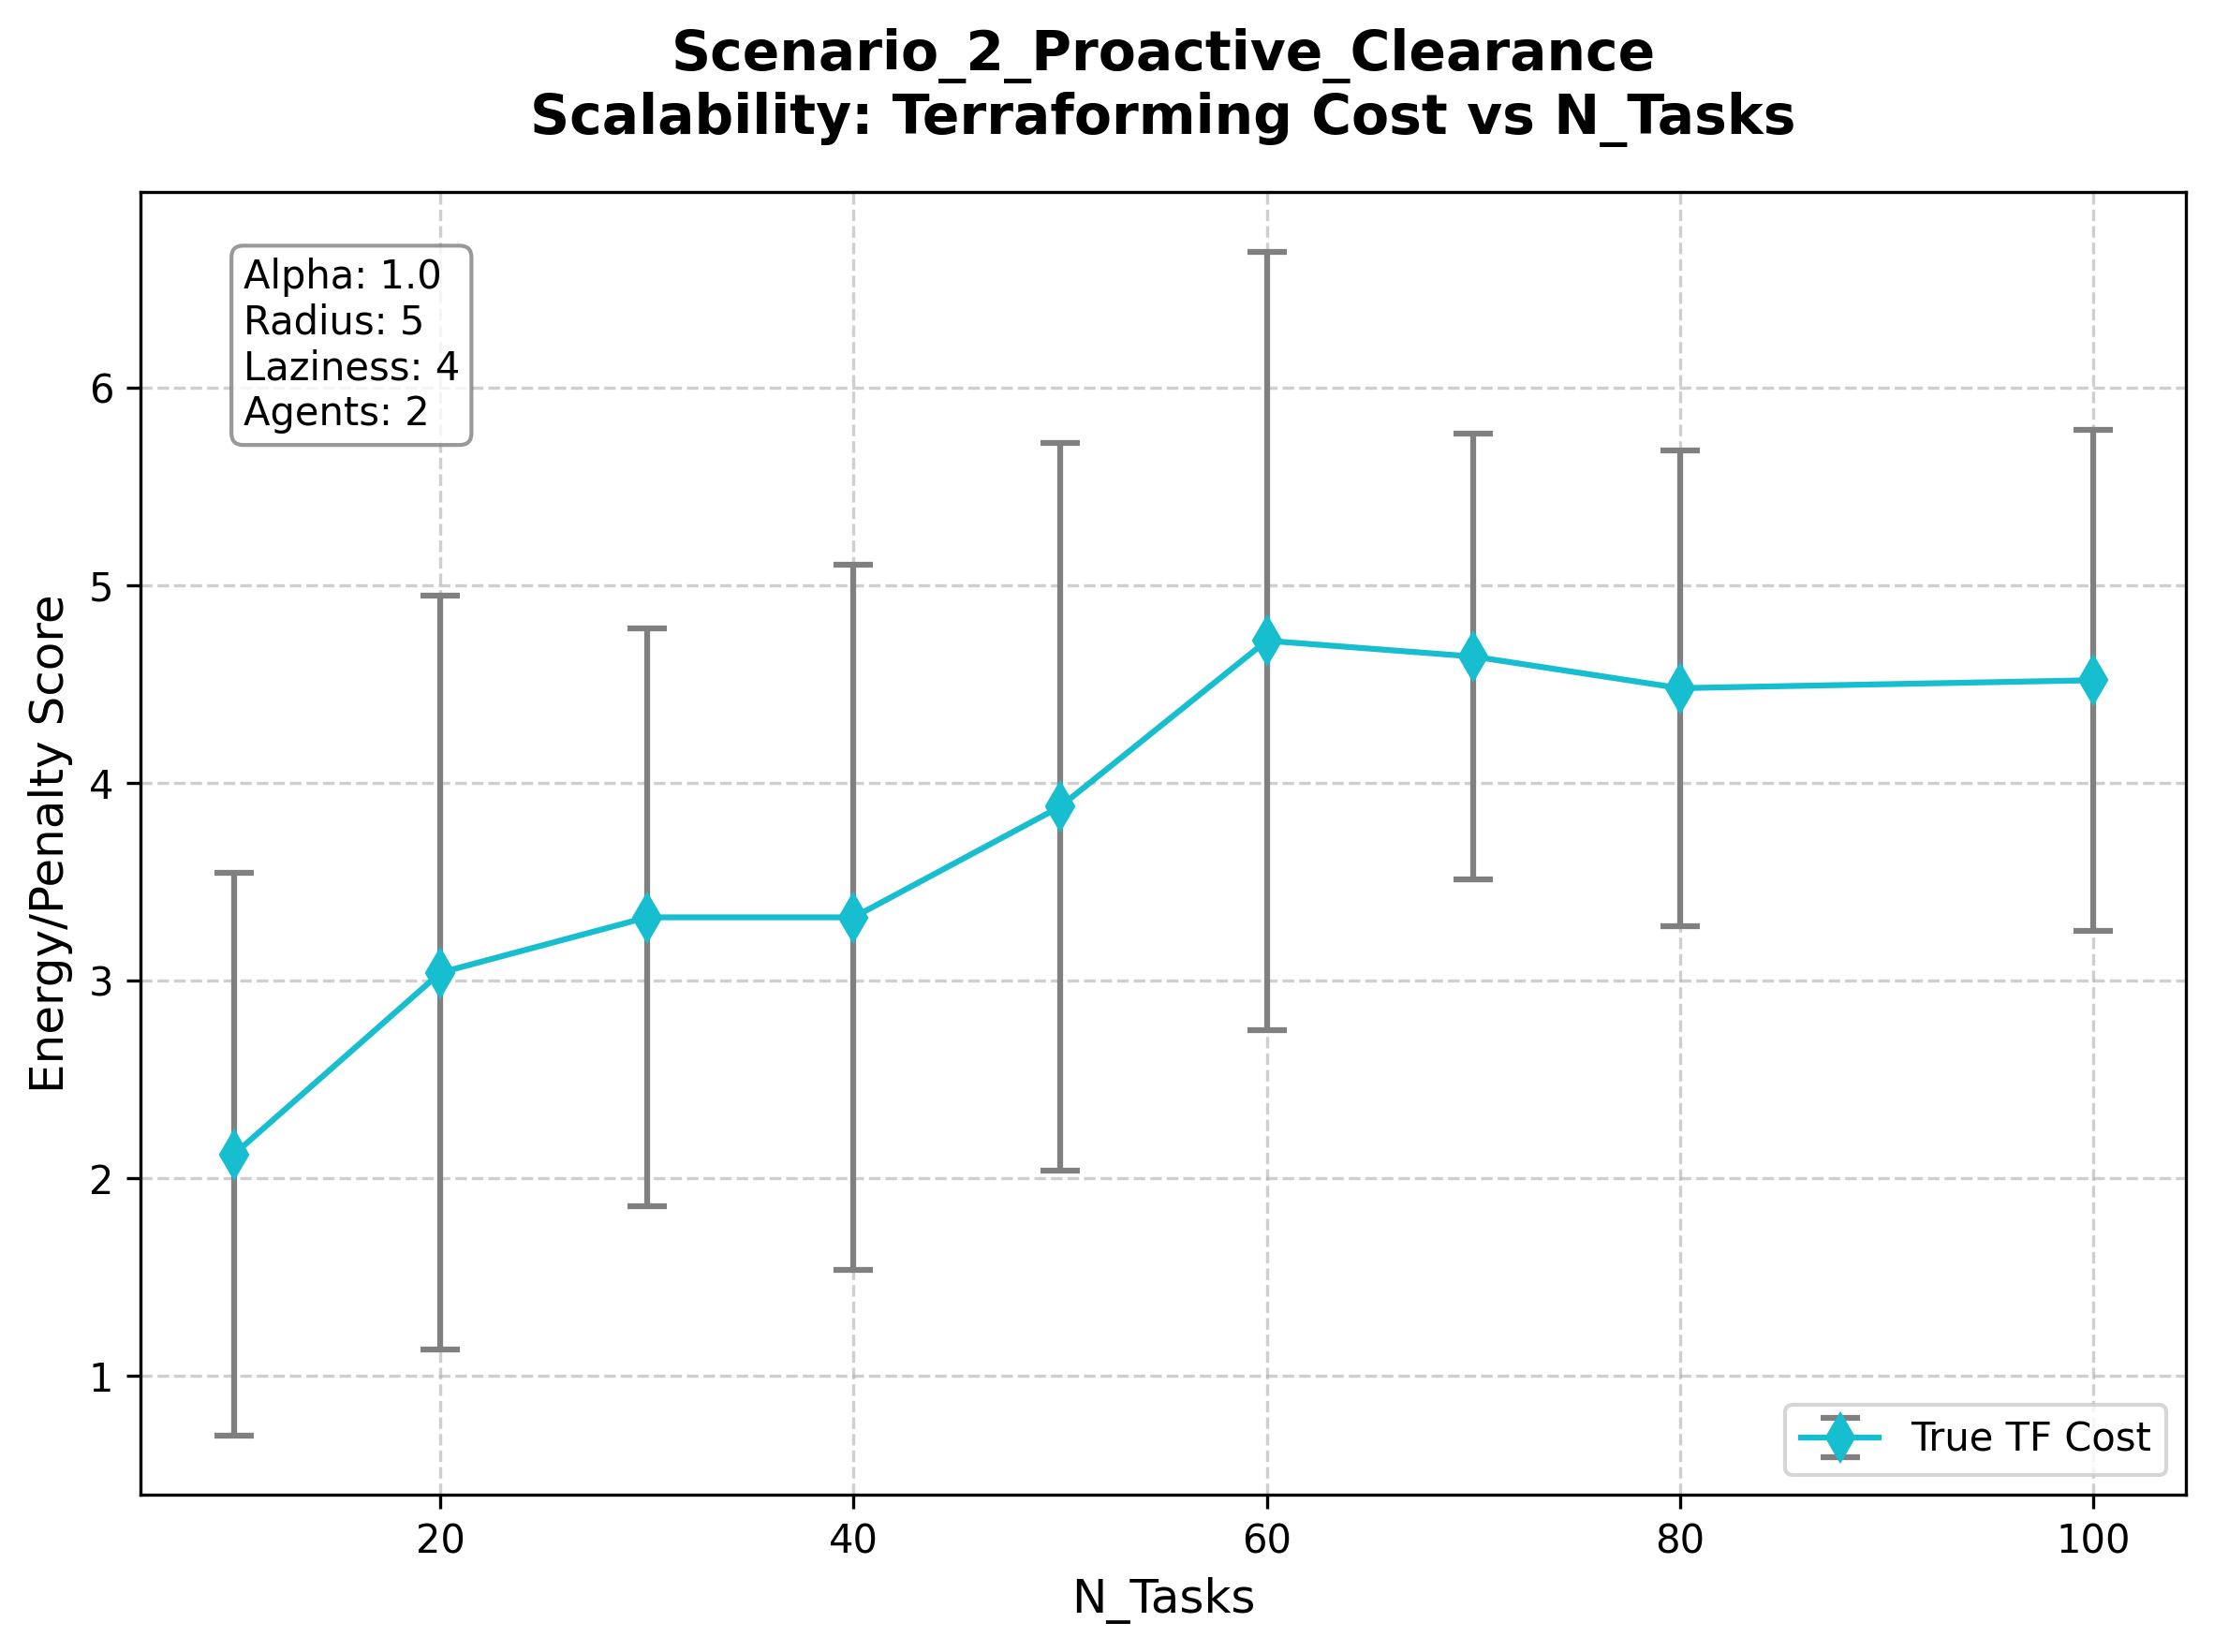 Scenario_2_Proactive_Clearance
Scalability: Terraforming Cost vs N_Tasks
Alpha: 1.0
Radius: 5
Laziness: 4
Agents: 2
Energy/Penalty Score
6
5
4
3
2
1
True TF Cost
20
40
60
80
100
N_Tasks